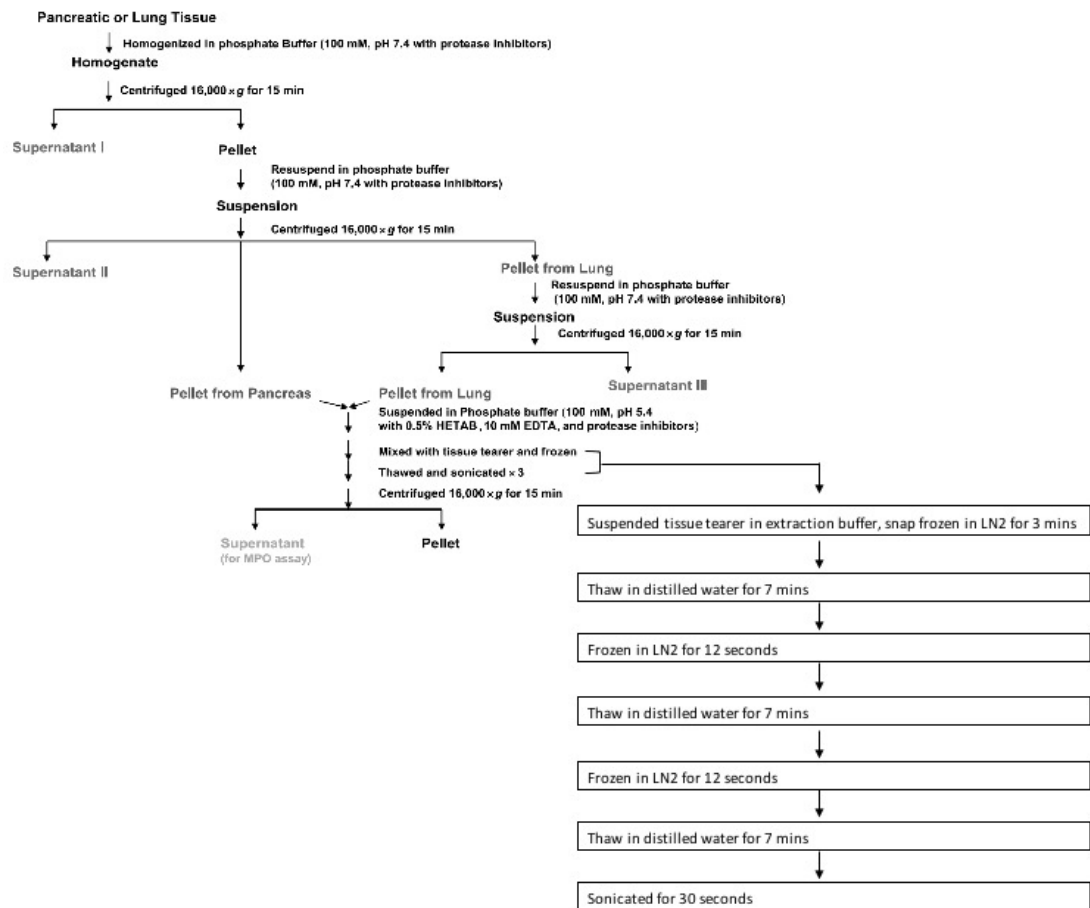 Pancreatic or Lung Tissue
Homogenized in phosphate Buffer (100 mM, pH 7.4 with protease inhibitors)
Homogenate
Centrifuged 16,000 × g for 15 min
Supernatant I
Pellet
Resuspend in phosphate buffer
(100 mM, pH 7.4 with protease inhibitors)
Suspension
Centrifuged 16,000 × g for 15 min
Supernatant II
Pellet from Lung
Resuspend in phosphate buffer
(100 mM, pH 7.4 with protease inhibitors)
Suspension
Centrifuged 16,000 × g for 15 min
Pellet from Pancreas
Pellet from Lung
Supernatant III
Suspended in Phosphate buffer (100 mM, pH 5.4
with 0.5% HETAB, 10 mM EDTA, and protease inhibitors)
Mixed with tissue tearer and frozen
Thawed and sonicated × 3
Centrifuged 16,000 × g for 15 min
Supernatant
(for MPO assay)
Pellet
Suspended tissue tearer in extraction buffer, snap frozen in LN2 for 3 mins
Thaw in distilled water for 7 mins
Frozen in LN2 for 12 seconds
Thaw in distilled water for 7 mins
Frozen in LN2 for 12 seconds
Thaw in distilled water for 7 mins
Sonicated for 30 seconds